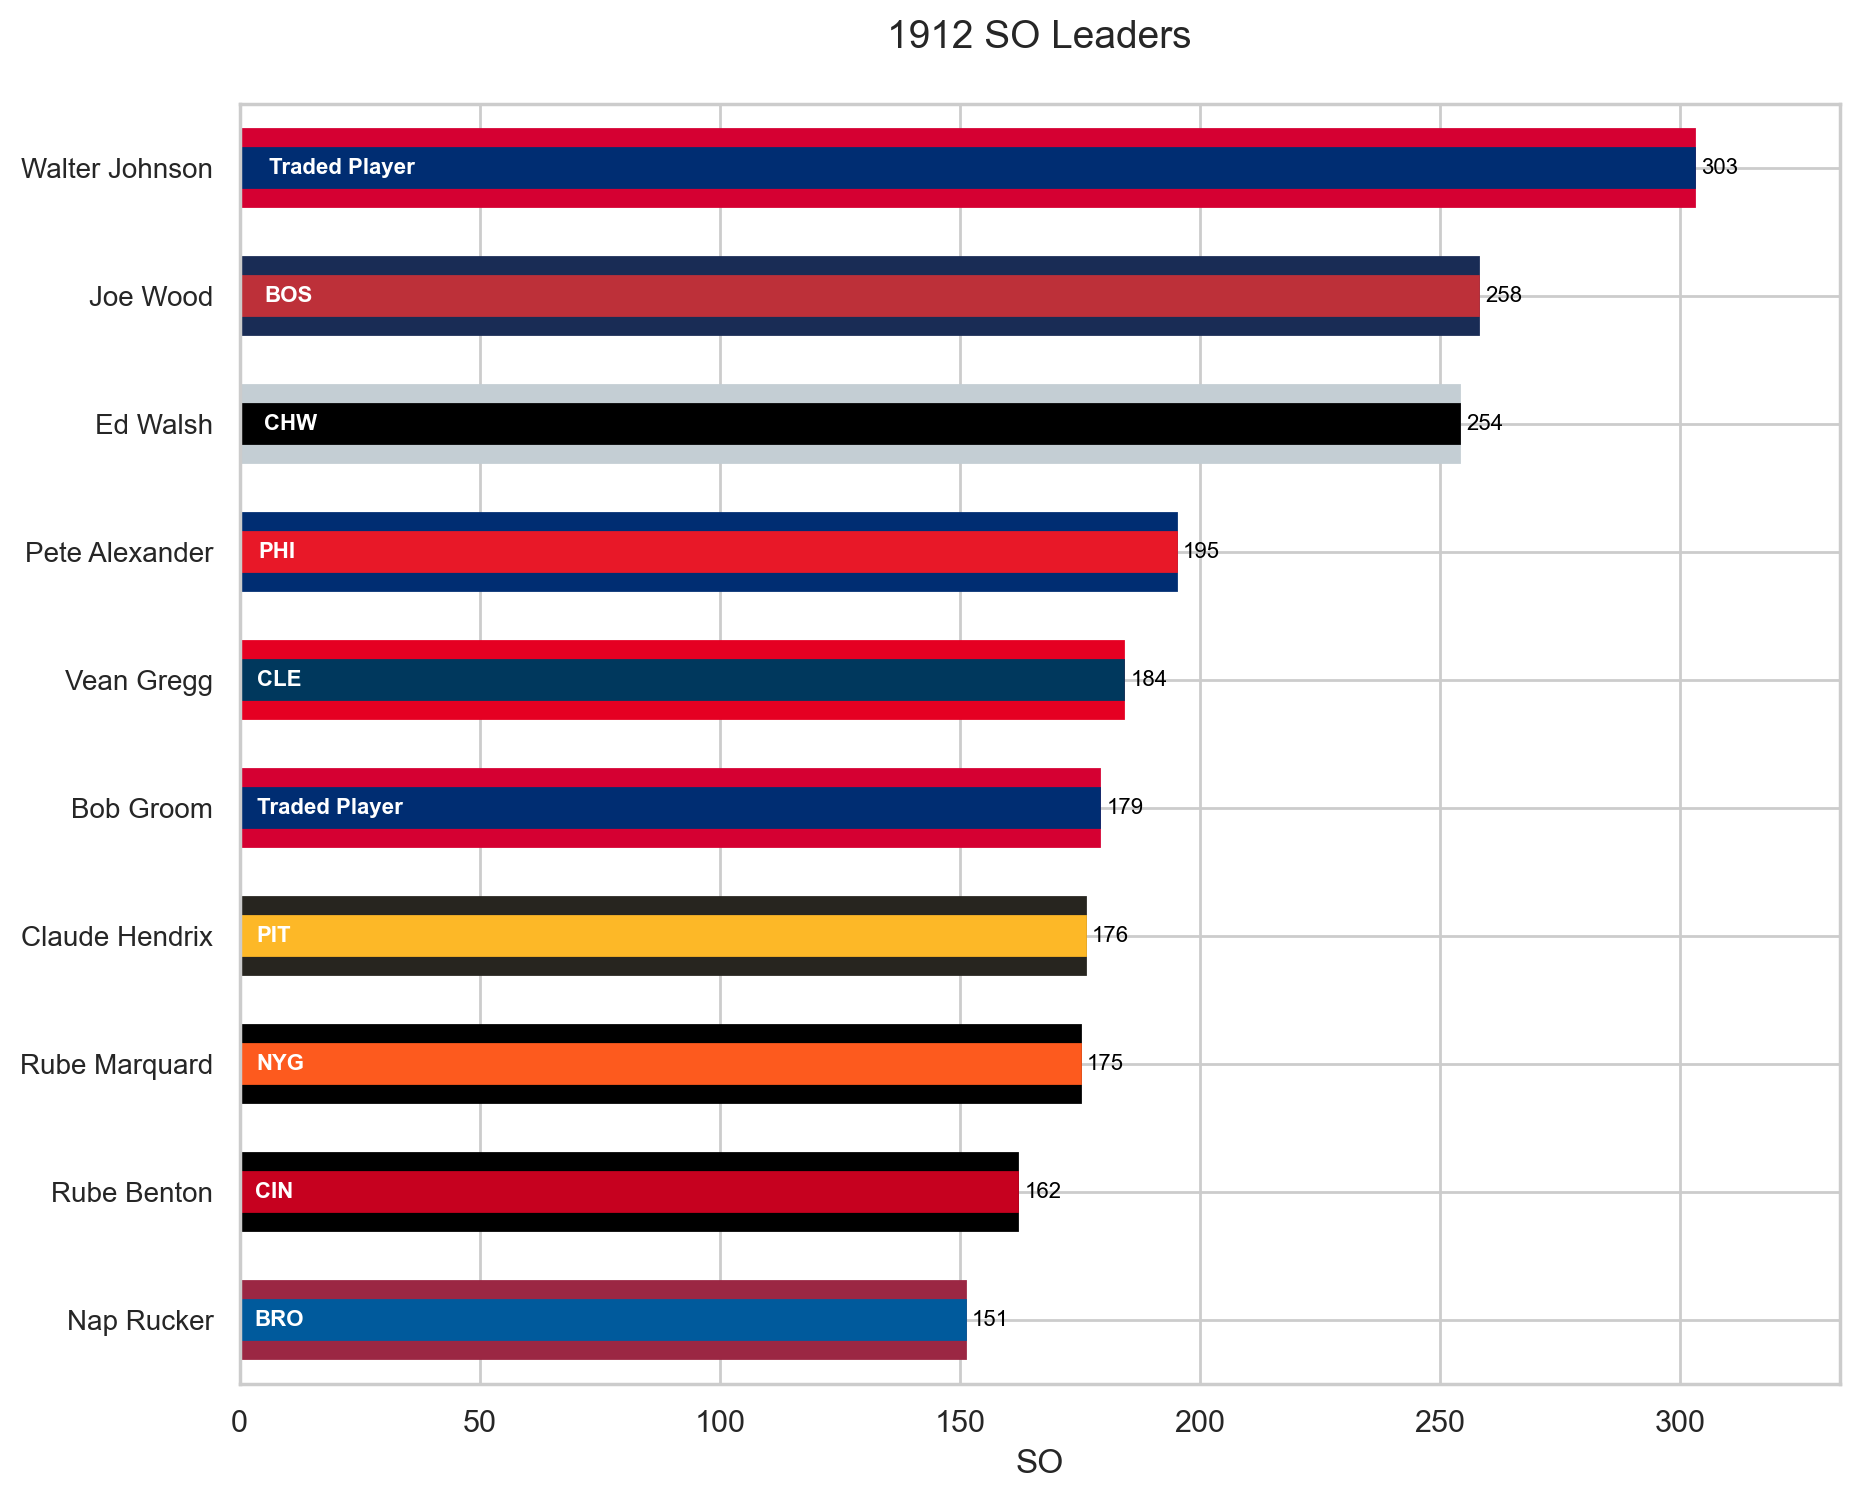 1912 SO Leaders
Walter Johnson Traded Player 303
Joe Wood BOS 258
Ed Walsh CHW 254
Pete Alexander PHI 195
Vean Gregg CLE 184
Bob Groom Traded Player 179
Claude Hendrix PIT 176
Rube Marquard NYG 175
Rube Benton CIN 162
Nap Rucker BRO 151
0 50 100 150 200 250 300
SO